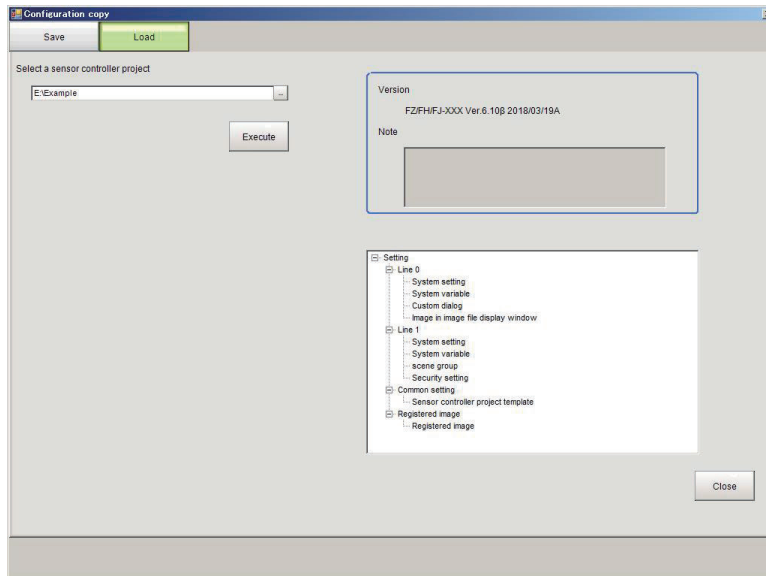 Configuration copy
Save
Load
Select a sensor controller project
E:\Example
...
Execute
Version
FZ/FH/FJ-XXX Ver.6.10β 2018/03/19A
Note
Setting
Line 0
System setting
System variable
Custom dialog
Image in image file display window
Line 1
System setting
System variable
scene group
Security setting
Common setting
Sensor controller project template
Registered image
Registered image
Close